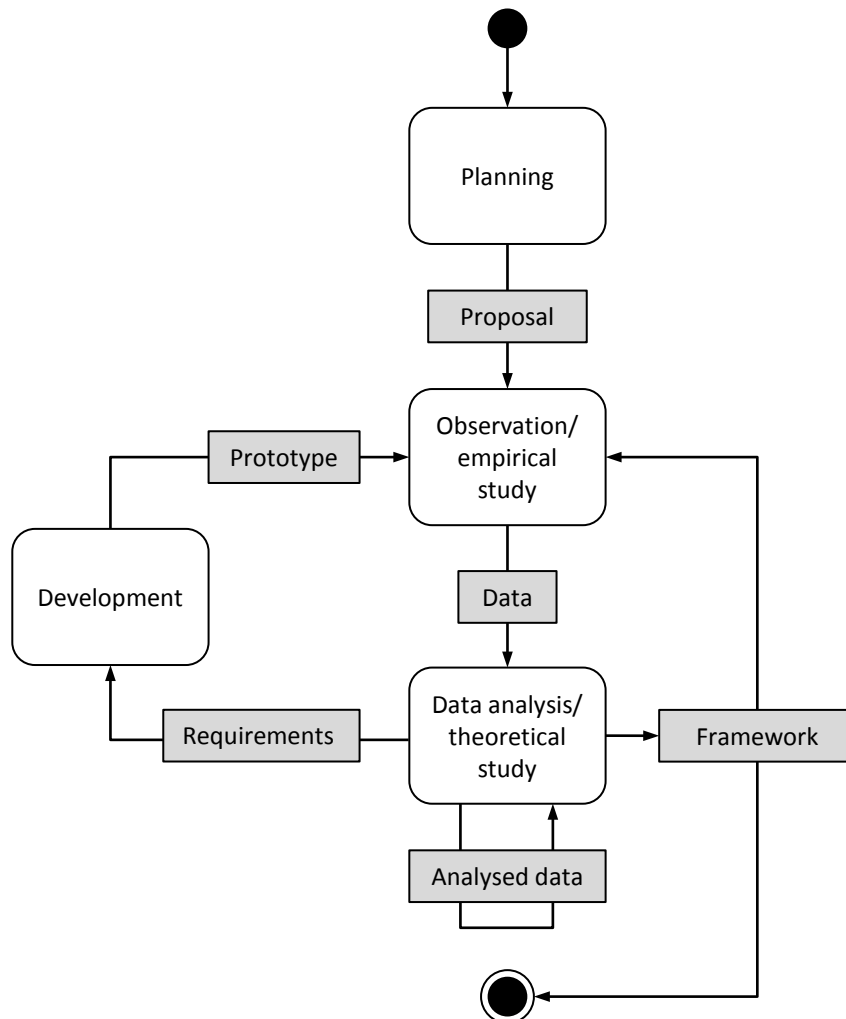 Planning
Proposal
Observation/
empirical
study
Prototype
Development
Data
Data analysis/
theoretical
study
Requirements
Framework
Analysed data